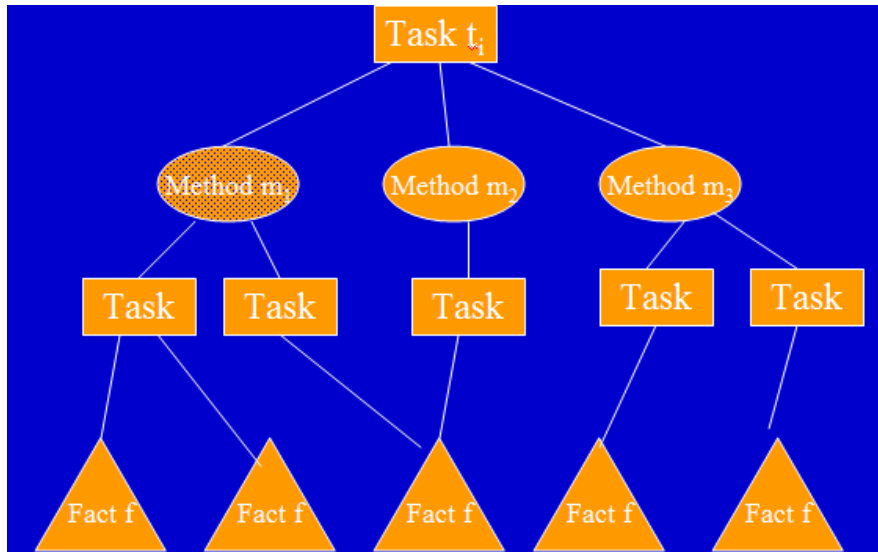 Task tᵢ
Method m₁
Method m₂
Method m₃
Task
Task
Task
Task
Task
Fact f
Fact f
Fact f
Fact f
Fact f